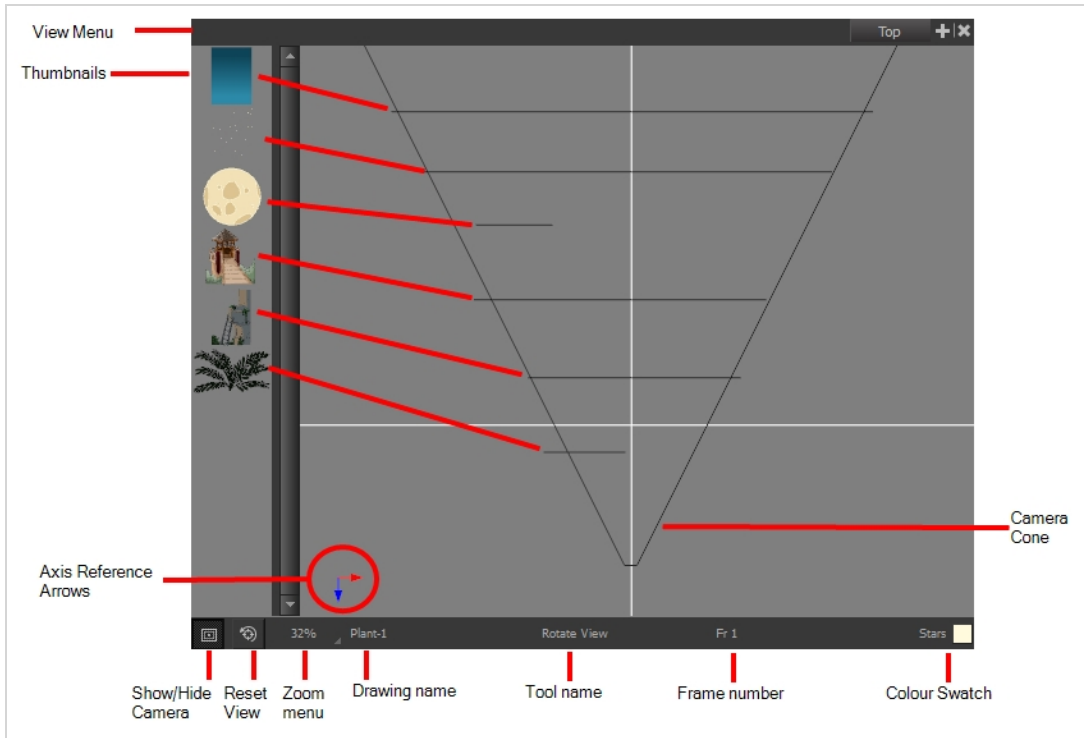 View Menu
Top
Thumbnails
Camera
Cone
Axis Reference
Arrows
32%
Plant-1
Rotate View
Fr 1
Stars
Show/Hide
Camera
Reset
View
Zoom
menu
Drawing name
Tool name
Frame number
Colour Swatch